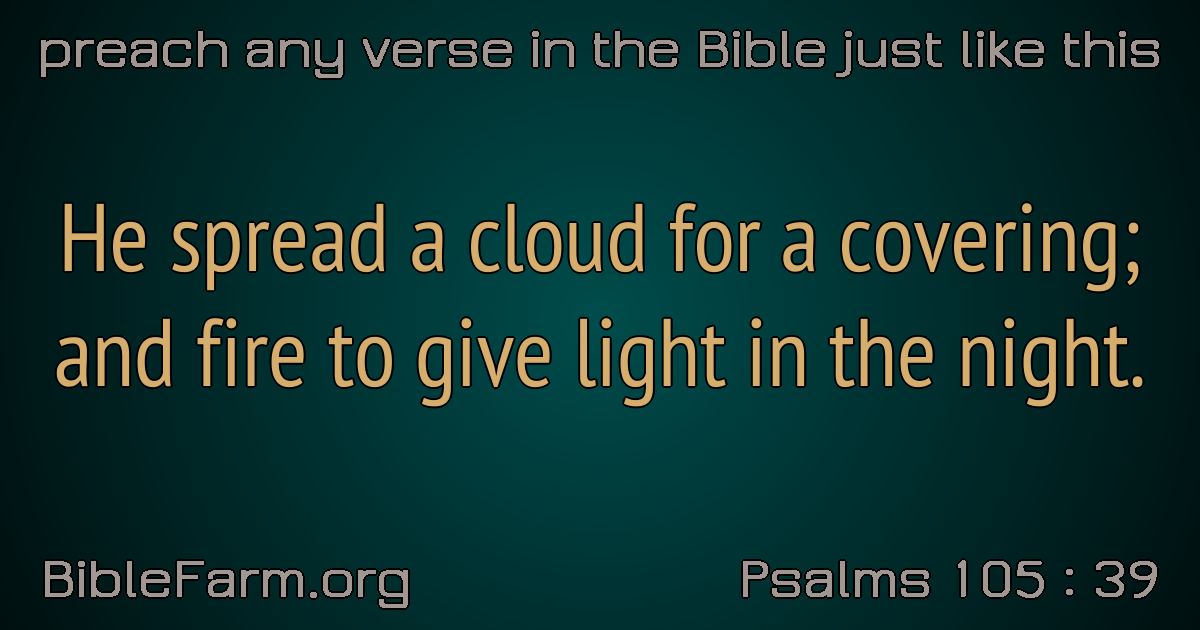 preach any verse in the Bible just like this
He spread a cloud for a covering;
and fire to give light in the night.
BibleFarm.org
Psalms 105 : 39